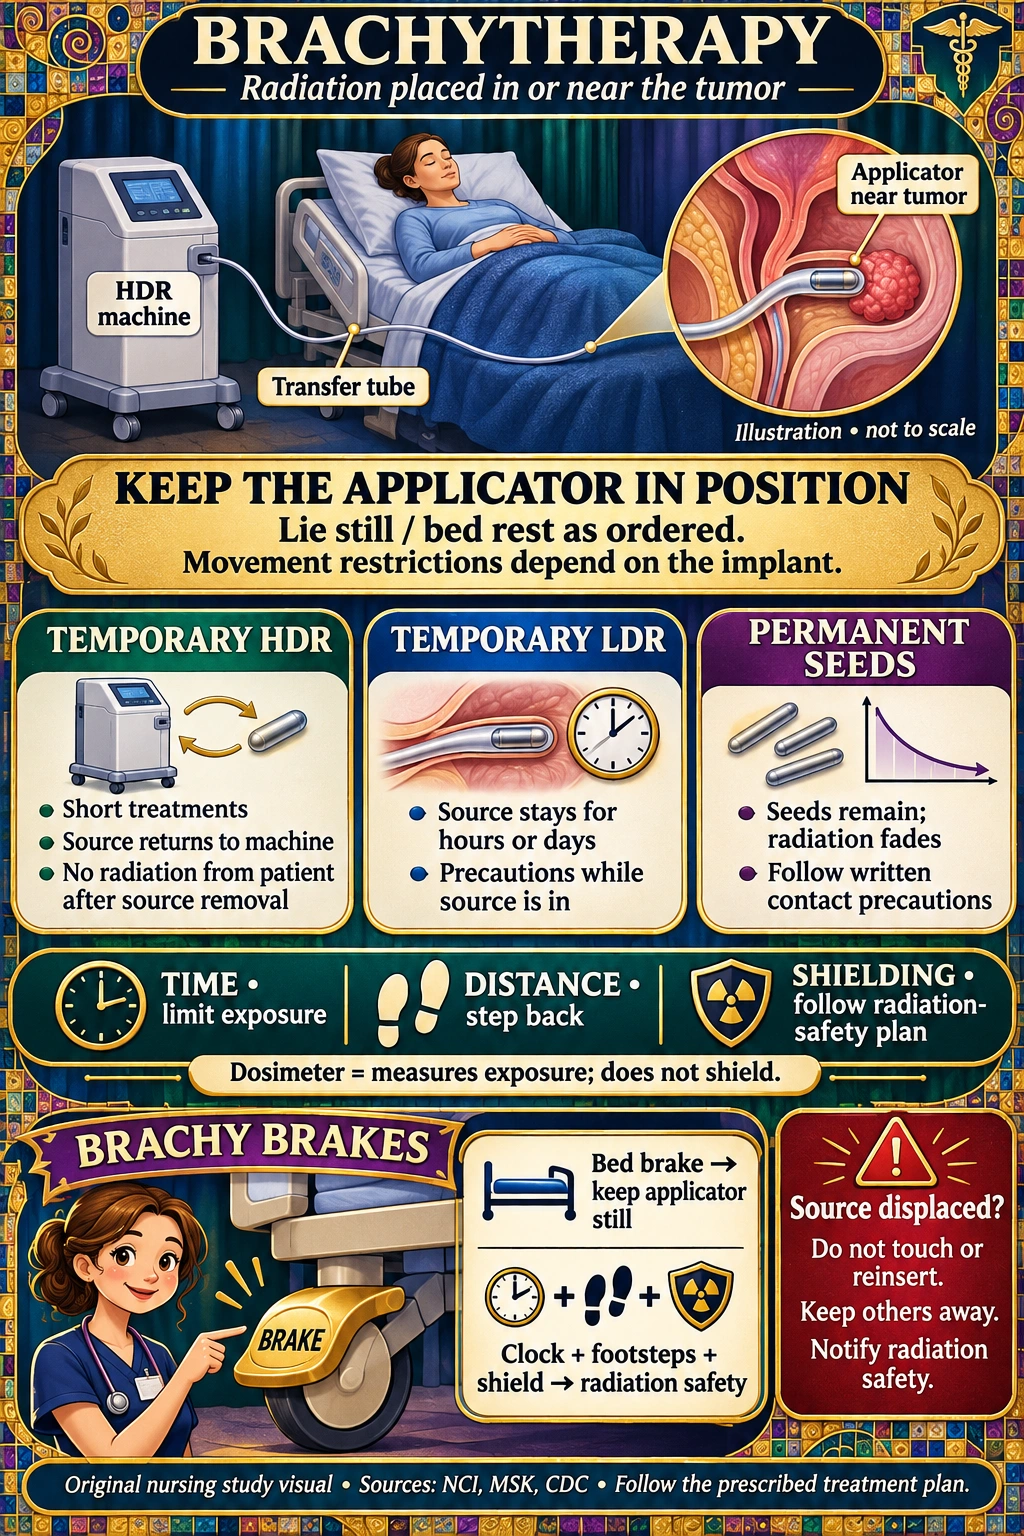 BRACHYTHERAPY
Radiation placed in or near the tumor
Applicator
near tumor
HDR
machine
Transfer tube
Illustration • not to scale
KEEP THE APPLICATOR IN POSITION
Lie still / bed rest as ordered.
Movement restrictions depend on the implant.
TEMPORARY HDR
• Short treatments
• Source returns to machine
• No radiation from patient
after source removal
TEMPORARY LDR
• Source stays for
hours or days
• Precautions while
source is in
PERMANENT
SEEDS
• Seeds remain;
radiation fades
• Follow written
contact precautions
TIME •
limit exposure
DISTANCE •
step back
SHIELDING •
follow radiation-
safety plan
Dosimeter = measures exposure; does not shield.
BRACHY BRAKES
BRAKE
Bed brake →
keep applicator
still
Clock + footsteps +
shield → radiation safety
Source displaced?
Do not touch or
reinsert.
Keep others away.
Notify radiation
safety.
Original nursing study visual • Sources: NCI, MSK, CDC • Follow the prescribed treatment plan.